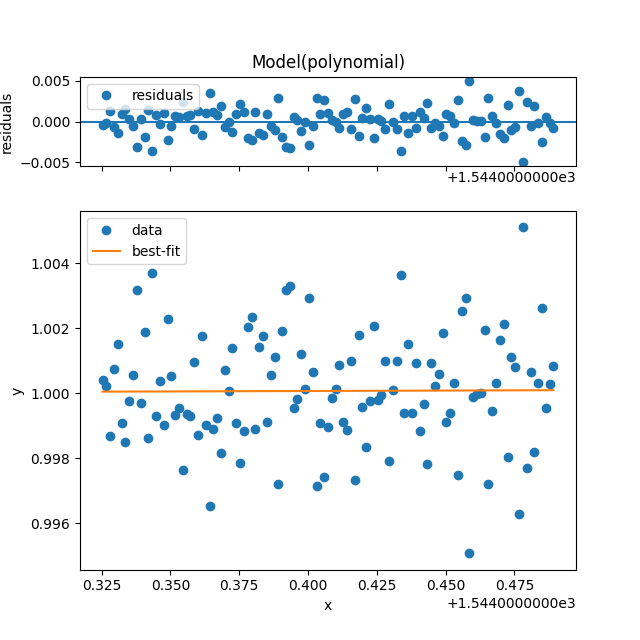 Model(polynomial)
0.005
0.000
−0.005
residuals
residuals
+1.5440000000e3
data
best-fit
1.004
1.002
1.000
0.998
0.996
y
0.325 0.350 0.375 0.400 0.425 0.450 0.475
x
+1.5440000000e3